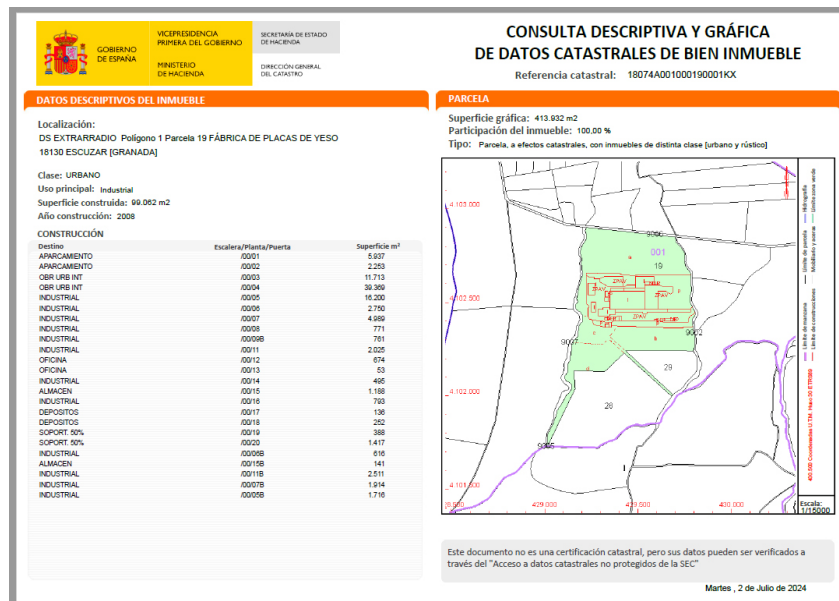 GOBIERNO
DE ESPAÑA
VICEPRESIDENCIA
PRIMERA DEL GOBIERNO
MINISTERIO
DE HACIENDA
SECRETARÍA DE ESTADO
DE HACIENDA
DIRECCIÓN GENERAL
DEL CATASTRO
CONSULTA DESCRIPTIVA Y GRÁFICA
DE DATOS CATASTRALES DE BIEN INMUEBLE
Referencia catastral: 18074A001000190001KX
DATOS DESCRIPTIVOS DEL INMUEBLE
Localización:
DS EXTRARRADIO Polígono 1 Parcela 19 FÁBRICA DE PLACAS DE YESO
18130 ESCUZAR [GRANADA]
Clase: URBANO
Uso principal: Industrial
Superficie construida: 99.062 m2
Año construcción: 2008
CONSTRUCCIÓN
Destino Escalera/Planta/Puerta Superficie m²
APARCAMIENTO /00/01 5.937
APARCAMIENTO /00/02 2.253
OBR URB INT /00/03 11.713
OBR URB INT /00/04 39.369
INDUSTRIAL /00/05 16.200
INDUSTRIAL /00/06 2.750
INDUSTRIAL /00/07 4.989
INDUSTRIAL /00/08 771
INDUSTRIAL /00/09B 761
INDUSTRIAL /00/11 2.025
OFICINA /00/12 674
OFICINA /00/13 53
INDUSTRIAL /00/14 495
ALMACEN /00/15 1.188
INDUSTRIAL /00/16 793
DEPOSITOS /00/17 136
DEPOSITOS /00/18 252
SOPORT. 50% /00/19 388
SOPORT. 50% /00/20 1.417
INDUSTRIAL /00/06B 616
ALMACEN /00/15B 141
INDUSTRIAL /00/11B 2.511
INDUSTRIAL /00/07B 1.914
INDUSTRIAL /00/05B 1.716
PARCELA
Superficie gráfica: 413.932 m2
Participación del inmueble: 100,00 %
Tipo: Parcela, a efectos catastrales, con inmuebles de distinta clase [urbano y rústico]
4.103.000
9006
001
19
ZPAV
ZPAV
4.102.500
ZPAV
9002
9007
29
4.102.000
28
9005
4.101.500
429.000
400.000
Hidrografía
Límite zona verde
Límite de parcela
Mobiliario y aceras
Límite de manzana
Límite de construcciones
Coordenadas U.T.M. Huso 30 ETRS89
Escala:
1/15000
Este documento no es una certificación catastral, pero sus datos pueden ser verificados a
través del "Acceso a datos catastrales no protegidos de la SEC"
Martes , 2 de Julio de 2024